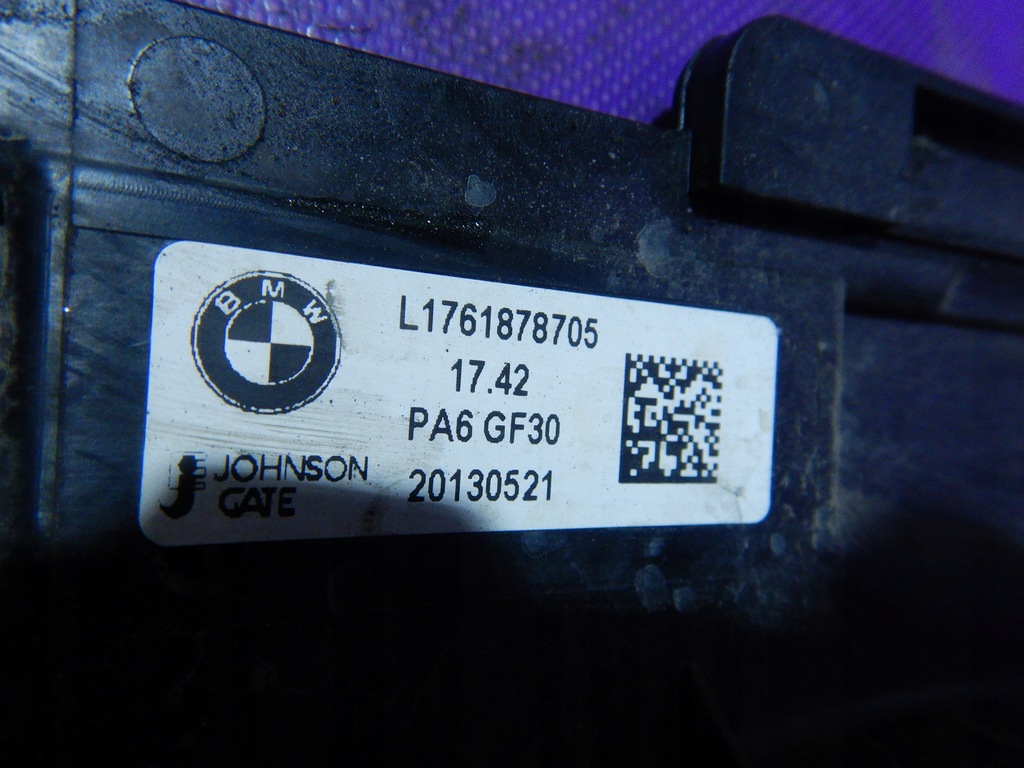 BMW
L1761878705
17.42
PA6 GF30
20130521
JOHNSON
GATE